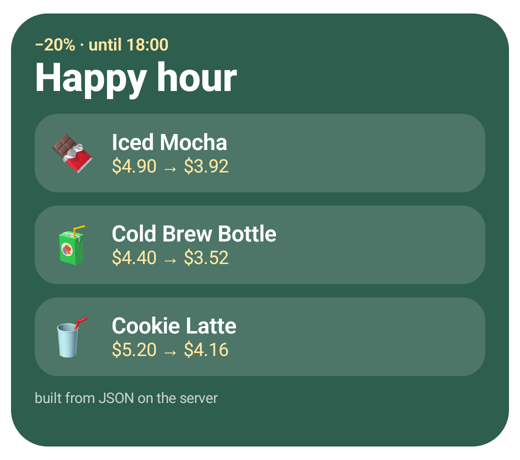 −20% · until 18:00
Happy hour
Iced Mocha
$4.90 → $3.92
Cold Brew Bottle
$4.40 → $3.52
Cookie Latte
$5.20 → $4.16
built from JSON on the server